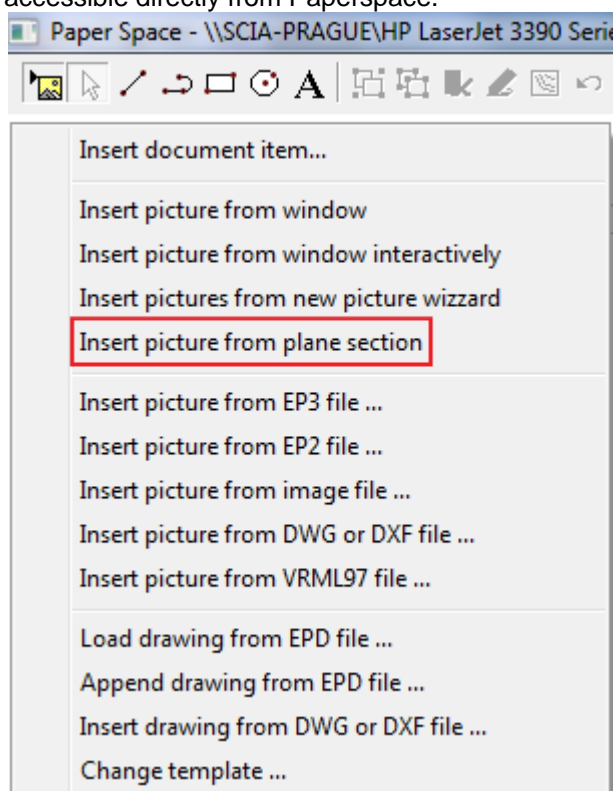 accessible directly from Paperspace.
Paper Space - \\SCIA-PRAGUE\HP LaserJet 3390 Serie
A
Insert document item...
Insert picture from window
Insert picture from window interactively
Insert pictures from new picture wizzard
Insert picture from plane section
Insert picture from EP3 file ...
Insert picture from EP2 file ...
Insert picture from image file ...
Insert picture from DWG or DXF file ...
Insert picture from VRML97 file ...
Load drawing from EPD file ...
Append drawing from EPD file ...
Insert drawing from DWG or DXF file ...
Change template ...